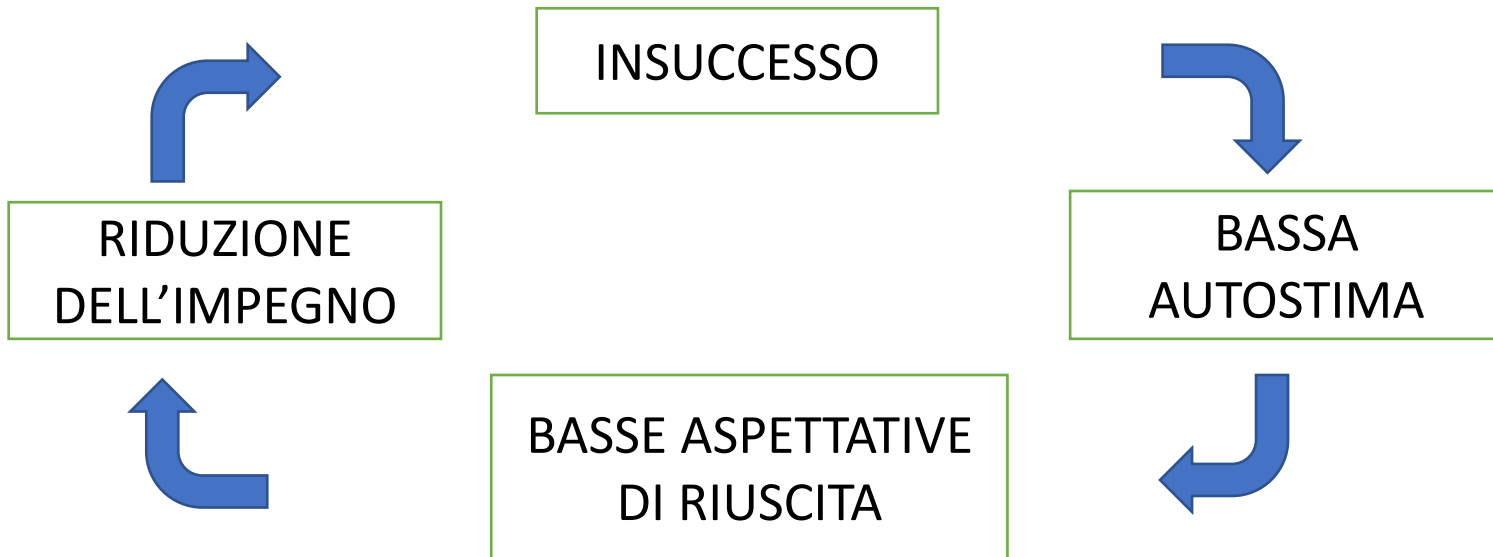 INSUCCESSO
BASSA
AUTOSTIMA
BASSE ASPETTATIVE
DI RIUSCITA
RIDUZIONE
DELL’IMPEGNO